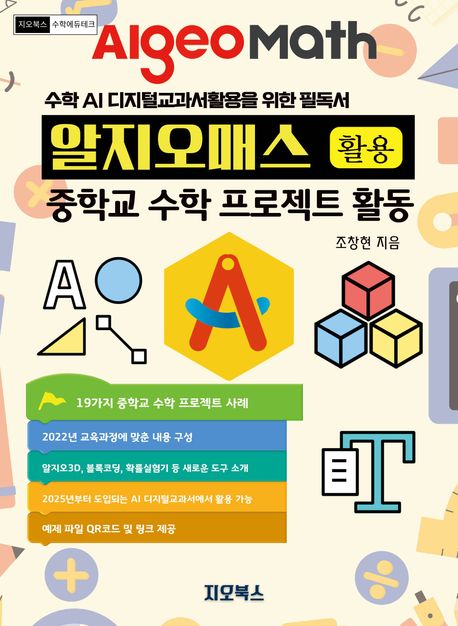 지오북스 수학에듀테크
AlgeoMath
수학 AI 디지털교과서활용을 위한 필독서
알지오매스 활용
중학교 수학 프로젝트 활동
조창현 지음
A
19가지 중학교 수학 프로젝트 사례
2022년 교육과정에 맞춘 내용 구성
알지오3D, 블록코딩, 확률실험기 등 새로운 도구 소개
2025년부터 도입되는 AI 디지털교과서에서 활용 가능
예제 파일 QR코드 및 링크 제공
T
지오북스